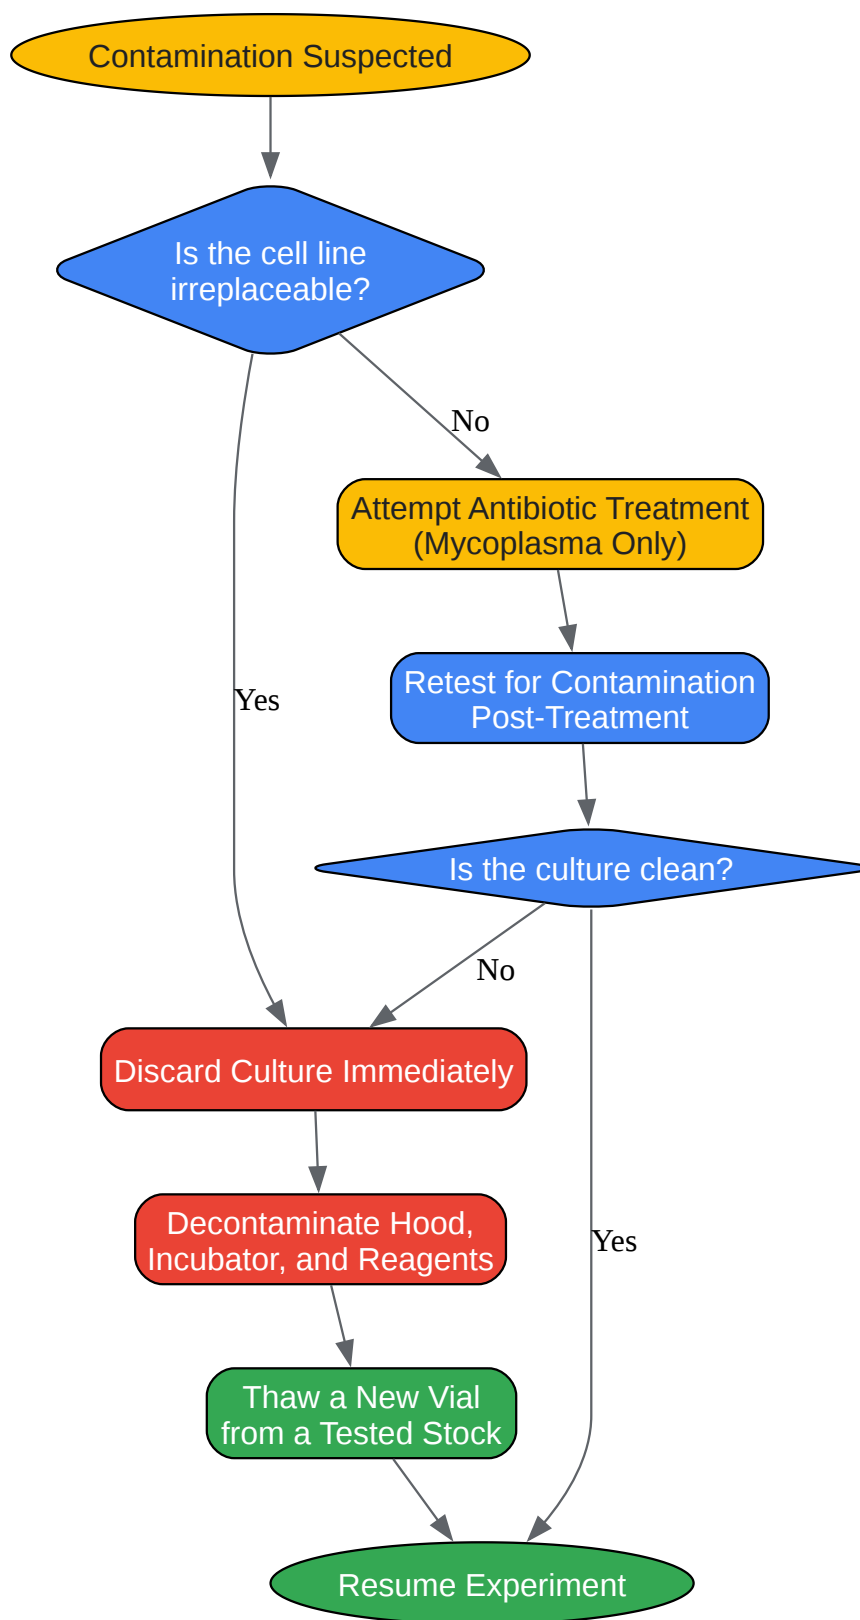 Contamination Suspected
Is the cell line
irreplaceable?
No
Attempt Antibiotic Treatment
(Mycoplasma Only)
Retest for Contamination
Post-Treatment
Yes
Is the culture clean?
No
Discard Culture Immediately
Decontaminate Hood,
Incubator, and Reagents
Yes
Thaw a New Vial
from a Tested Stock
Resume Experiment